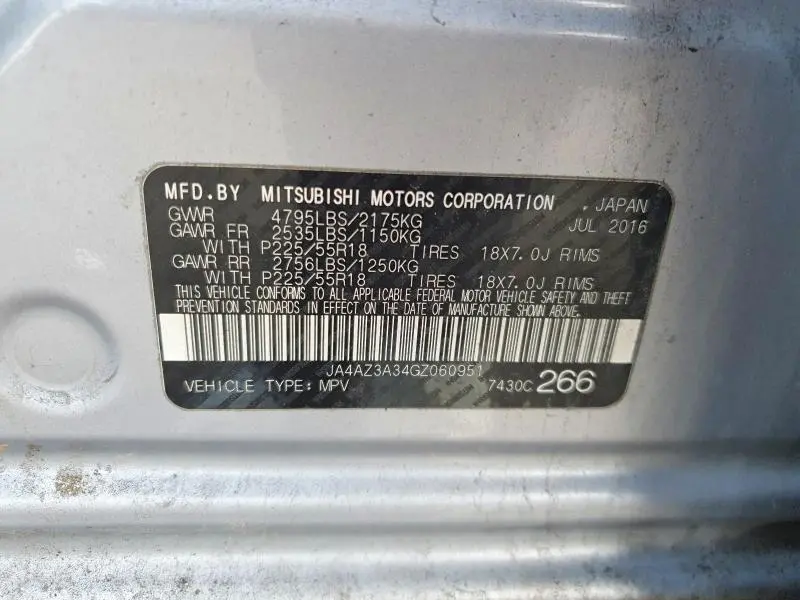 MFD.BY MITSUBISHI MOTORS CORPORATION , JAPAN
GWWR 4795LBS/2175KG JUL 2016
GAWR FR 2535LBS/1150KG
WITH P225/55R18 TIRES 18X7.0J RIMS
GAWR RR 2756LBS/1250KG
WITH P225/55R18 TIRES 18X7.0J RIMS
THIS VEHICLE CONFORMS TO ALL APPLICABLE FEDERAL MOTOR VEHICLE SAFETY AND THEFT
PREVENTION STANDARDS IN EFFECT ON THE DATE OF MANUFACTURE SHOWN ABOVE.
JA4AZ3A34GZ060951
VEHICLE TYPE: MPV 7430C 266